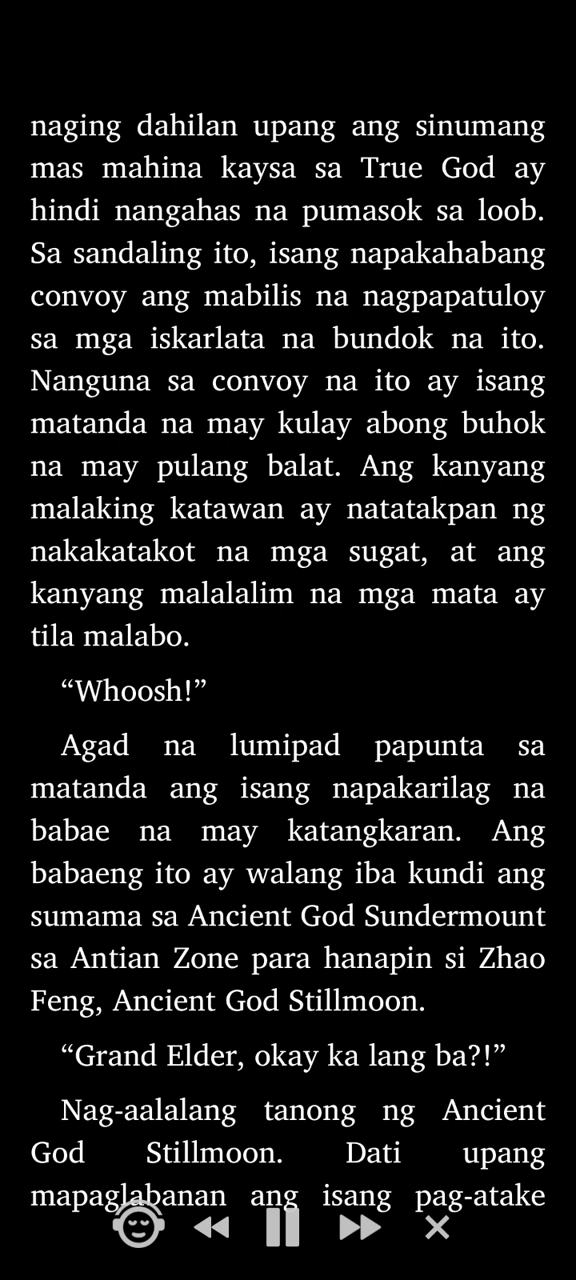 naging dahilan upang ang sinumang
mas mahina kaysa sa True God ay
hindi nangahas na pumasok sa loob.
Sa sandaling ito, isang napakahabang
convoy ang mabilis na nagpapatuloy
sa mga iskarlata na bundok na ito.
Nanguna sa convoy na ito ay isang
matanda na may kulay abong buhok
na may pulang balat. Ang kanyang
malaking katawan ay natatakpan ng
nakakatakot na mga sugat, at ang
kanyang malalalim na mga mata ay
tila malabo.
“Whoosh!”
Agad na lumipad papunta sa
matanda ang isang napakarilag na
babae na may katangkaran. Ang
babaeng ito ay walang iba kundi ang
sumama sa Ancient God Sundermount
sa Antian Zone para hanapin si Zhao
Feng, Ancient God Stillmoon.
“Grand Elder, okay ka lang ba?!”
Nag-aalalang tanong ng Ancient
God Stillmoon. Dati upang
mapaglabanan ang isang pag-atake